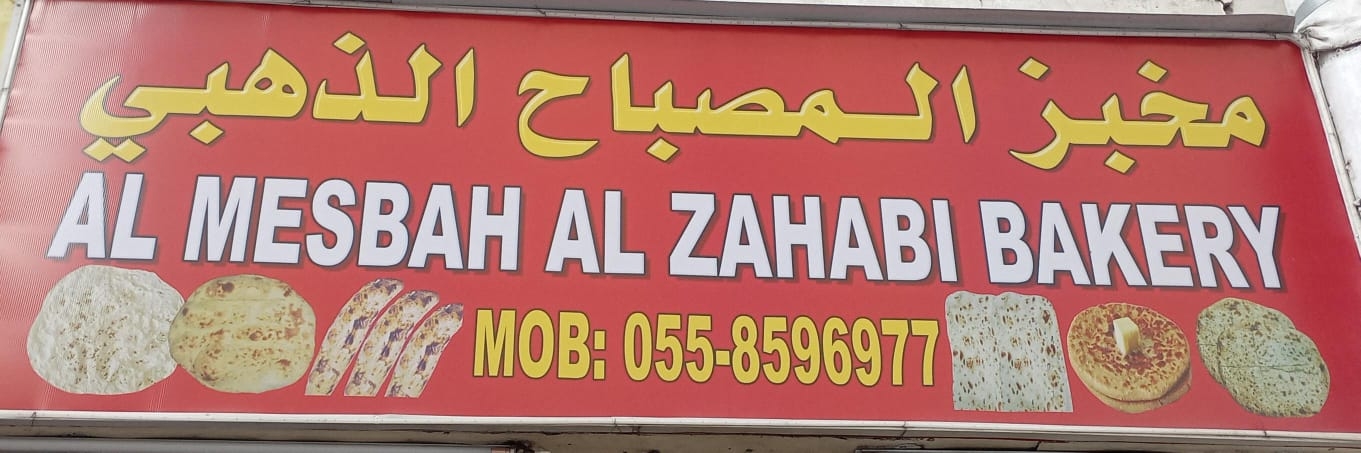 مخبز المصباح الذهبي
AL MESBAH AL ZAHABI BAKERY
MOB: 055-8596977